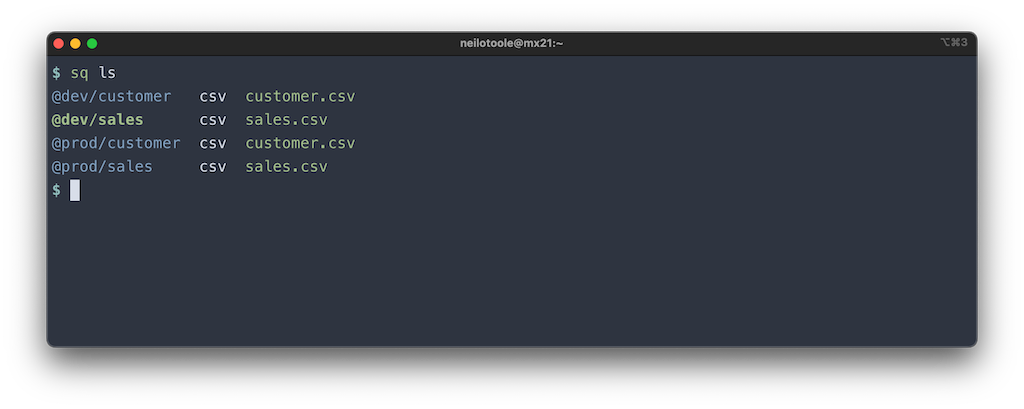 neilotoole@mx21:~
⌥⌘3
$ sq ls
@dev/customer csv customer.csv
@dev/sales csv sales.csv
@prod/customer csv customer.csv
@prod/sales csv sales.csv
$